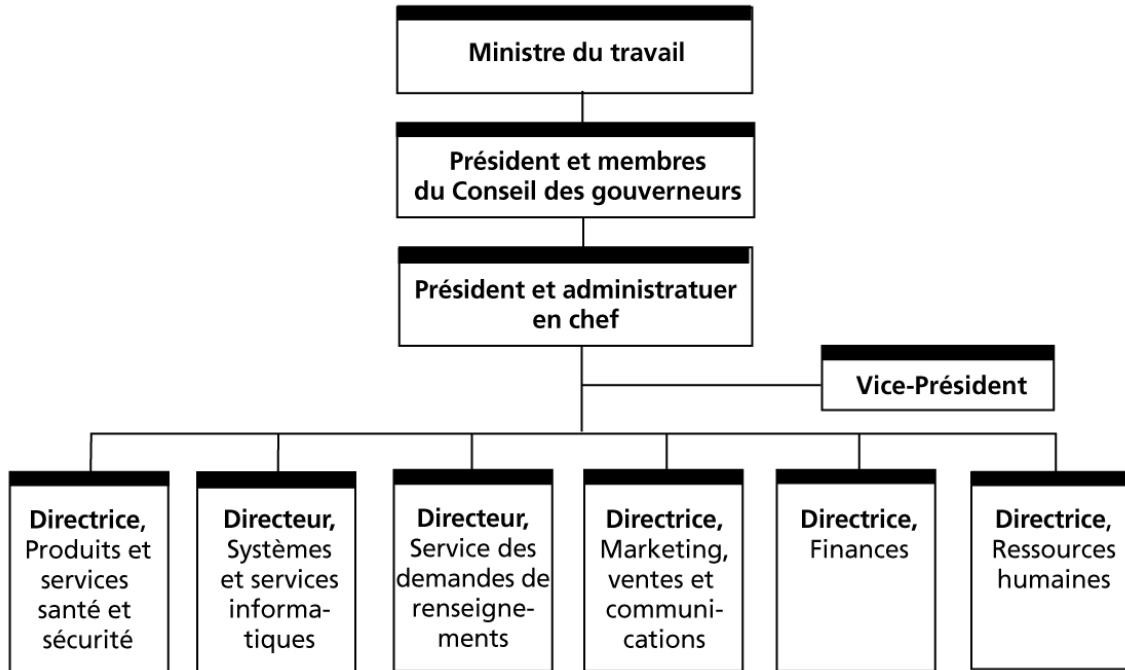 Ministre du travail
Président et membres
du Conseil des gouverneurs
Président et administratuer
en chef
Vice-Président
Directrice,
Produits et
services
santé et
sécurité
Directeur,
Systèmes
et services
informa-
tiques
Directeur,
Service des
demandes de
renseigne-
ments
Directrice,
Marketing,
ventes et
communi-
cations
Directrice,
Finances
Directrice,
Ressources
humaines